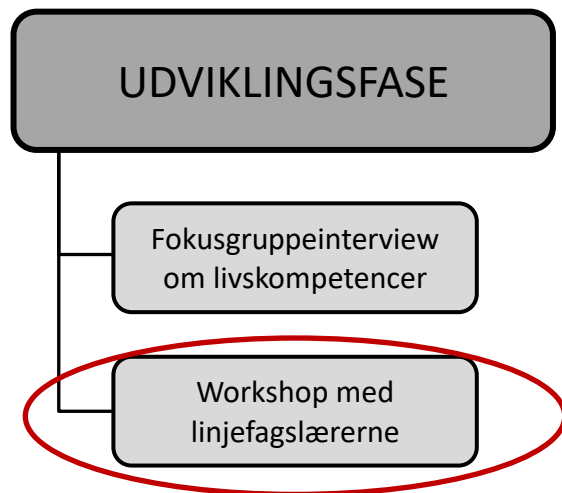 UDVIKLINGSFASE
Fokusgruppeinterview
om livskompetencer
Workshop med
linjefagslærerne